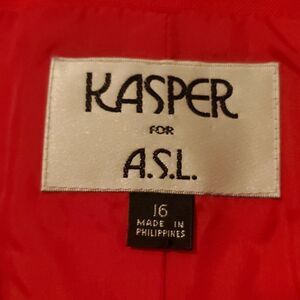 KASPER
FOR
A.S.L.
16
MADE IN
PHILIPPINES